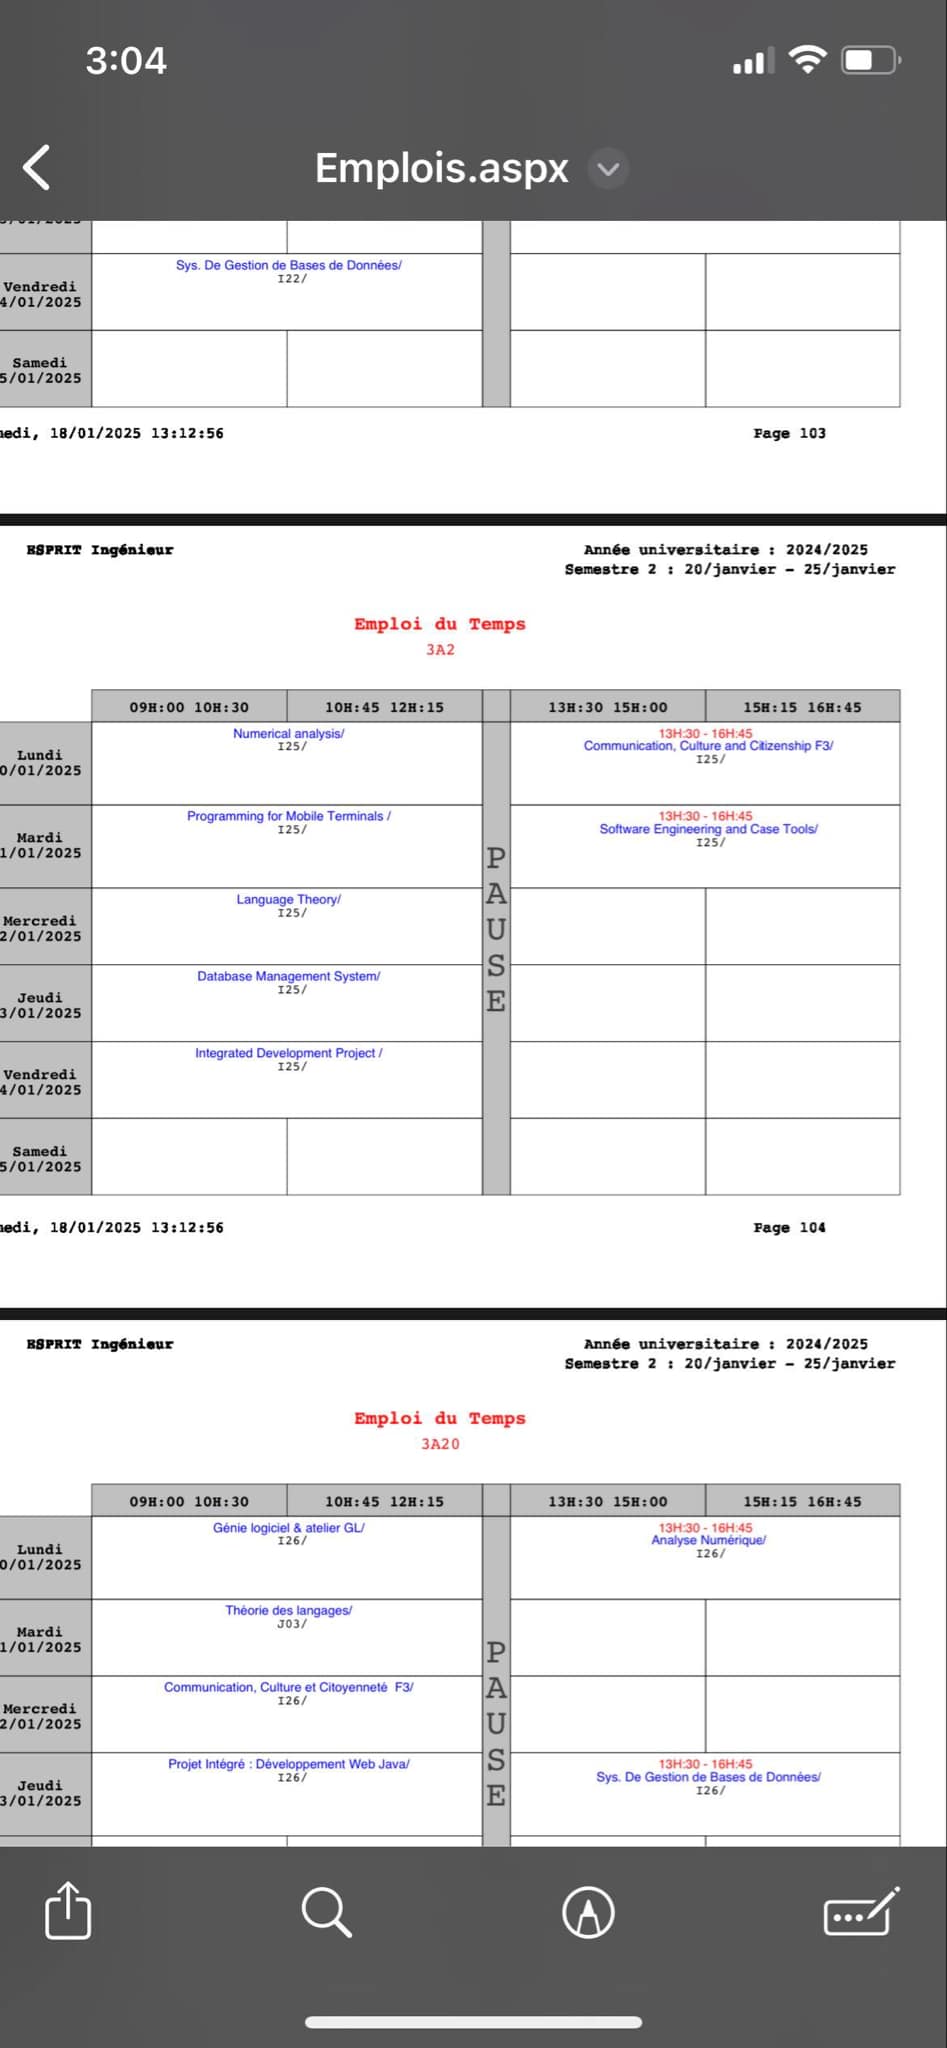 3:04
Emplois.aspx
Sys. De Gestion de Bases de Données/
I22/
Vendredi
4/01/2025
Samedi
5/01/2025
nedi, 18/01/2025 13:12:56
Page 103
ESPRIT Ingénieur
Année universitaire : 2024/2025
Semestre 2 : 20/janvier - 25/janvier
Emploi du Temps
3A2
09H:00 10H:30 10H:45 12H:15 13H:30 15H:00 15H:15 16H:45
Lundi
0/01/2025
Numerical analysis/
I25/
13H:30 - 16H:45
Communication, Culture and Citizenship F3/
I25/
Mardi
1/01/2025
Programming for Mobile Terminals /
I25/
13H:30 - 16H:45
Software Engineering and Case Tools/
I25/
PAUSE
Mercredi
2/01/2025
Language Theory/
I25/
Jeudi
3/01/2025
Database Management System/
I25/
Vendredi
4/01/2025
Integrated Development Project /
I25/
Samedi
5/01/2025
nedi, 18/01/2025 13:12:56
Page 104
ESPRIT Ingénieur
Année universitaire : 2024/2025
Semestre 2 : 20/janvier - 25/janvier
Emploi du Temps
3A20
09H:00 10H:30 10H:45 12H:15 13H:30 15H:00 15H:15 16H:45
Lundi
0/01/2025
Génie logiciel & atelier GL/
I26/
13H:30 - 16H:45
Analyse Numérique/
I26/
Mardi
1/01/2025
Théorie des langages/
J03/
PAUSE
Mercredi
2/01/2025
Communication, Culture et Citoyenneté F3/
I26/
Jeudi
3/01/2025
Projet Intégré : Développement Web Java/
I26/
13H:30 - 16H:45
Sys. De Gestion de Bases de Données/
I26/